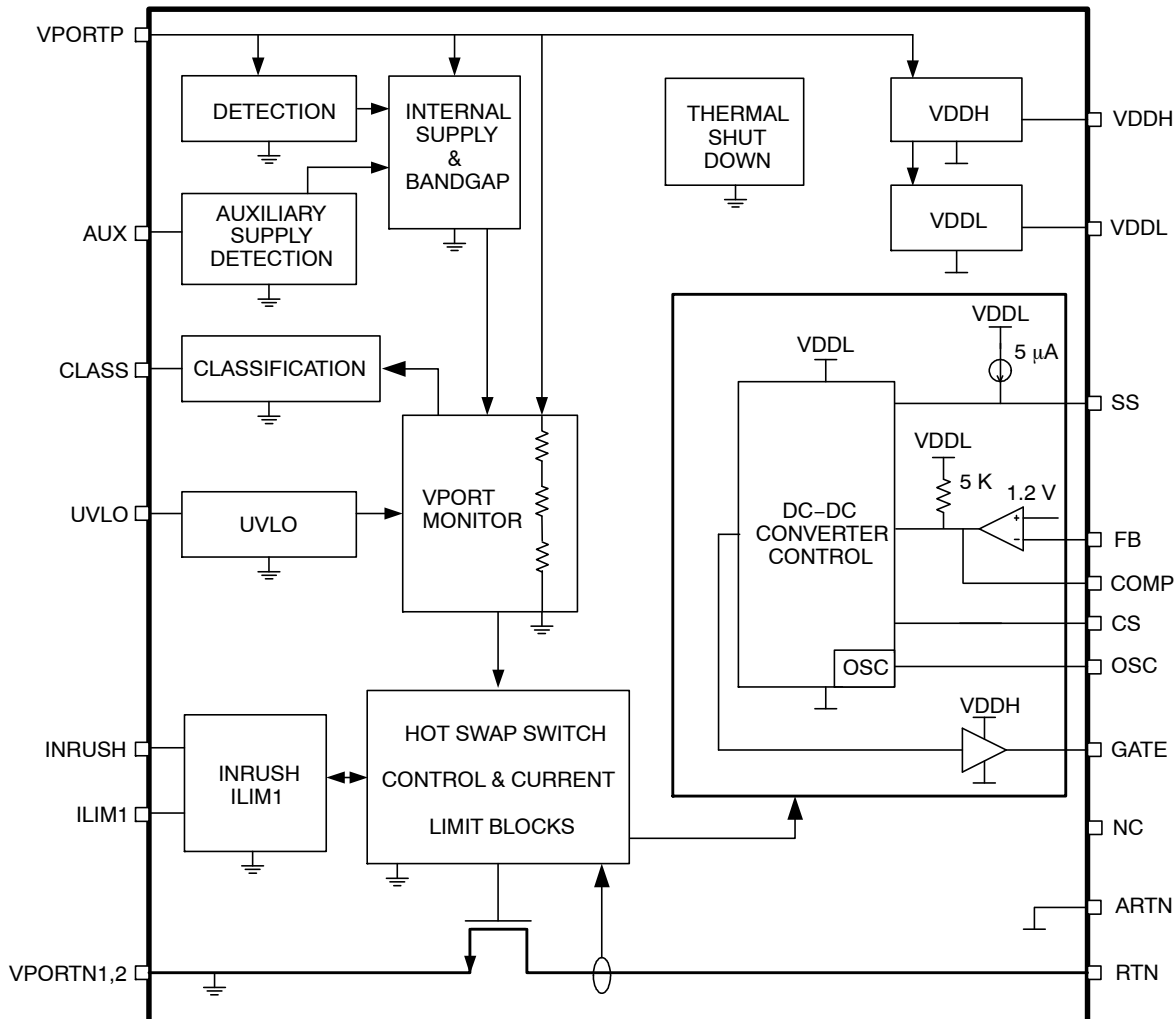 VPORTP
DETECTION
INTERNAL
SUPPLY
&
BANDGAP
THERMAL
SHUT
DOWN
VDDH
VDDH
AUX
AUXILIARY
SUPPLY
DETECTION
VDDL
VDDL
CLASS
CLASSIFICATION
VDDL
VDDL
5 μA
SS
UVLO
UVLO
VPORT
MONITOR
DC−DC
CONVERTER
CONTROL
VDDL
5 K
1.2 V
+
−
FB
COMP
CS
OSC
OSC
INRUSH
ILIM1
INRUSH
ILIM1
HOT SWAP SWITCH
CONTROL & CURRENT
LIMIT BLOCKS
VDDH
GATE
NC
ARTN
VPORTN1,2
RTN